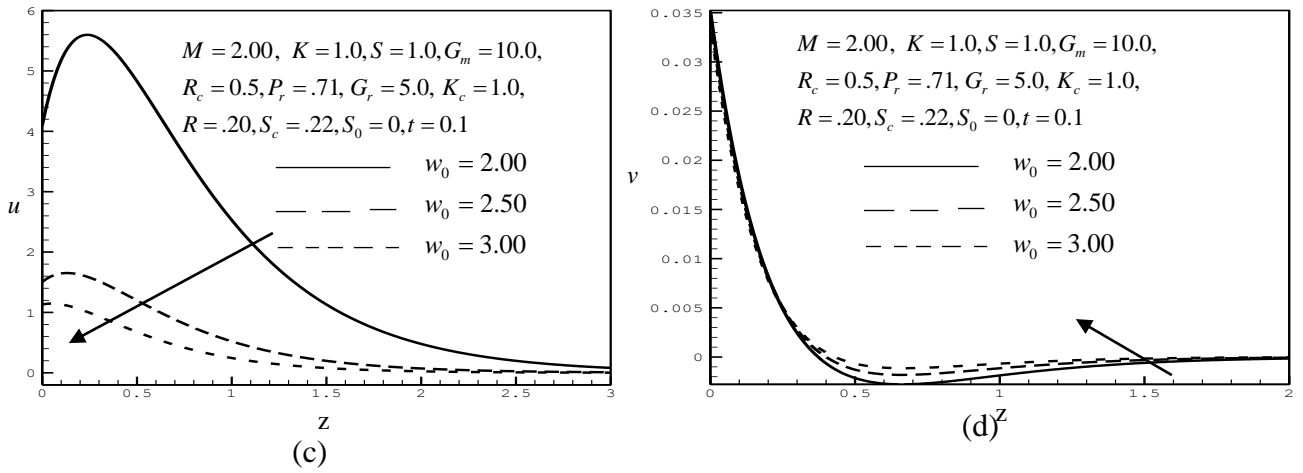 6
5
4
3
2
1
0
u
M = 2.00, K = 1.0, S = 1.0, G_m = 10.0,
R_c = 0.5, P_r = .71, G_r = 5.0, K_c = 1.0,
R = .20, S_c = .22, S_0 = 0, t = 0.1
w_0 = 2.00
w_0 = 2.50
w_0 = 3.00
0 0.5 1 1.5 2 2.5 3
z
(c)
0.035
0.03
0.025
0.02
0.015
0.01
0.005
0
v
M = 2.00, K = 1.0, S = 1.0, G_m = 10.0,
R_c = 0.5, P_r = .71, G_r = 5.0, K_c = 1.0,
R = .20, S_c = .22, S_0 = 0, t = 0.1
w_0 = 2.00
w_0 = 2.50
w_0 = 3.00
0 0.5 1 1.5 2
z
(d)